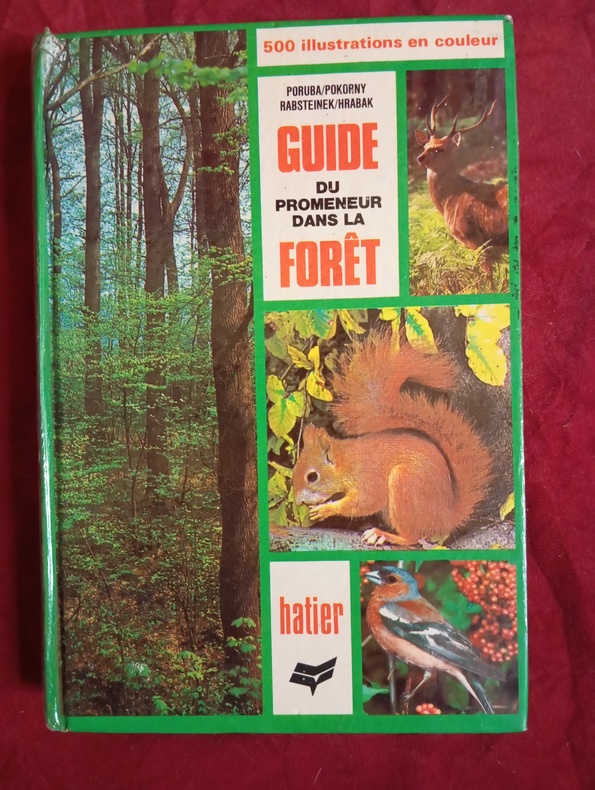 500 illustrations en couleur
PORUBA/POKORNY
RABSTEINEK/HRABAK
GUIDE
DU
PROMENEUR
DANS LA
FORÊT
hatier